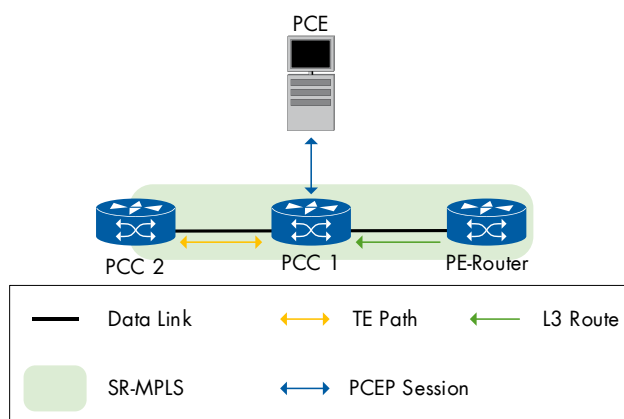 PCE
PCC 2
PCC 1
PE-Router
Data Link
TE Path
L3 Route
SR-MPLS
PCEP Session